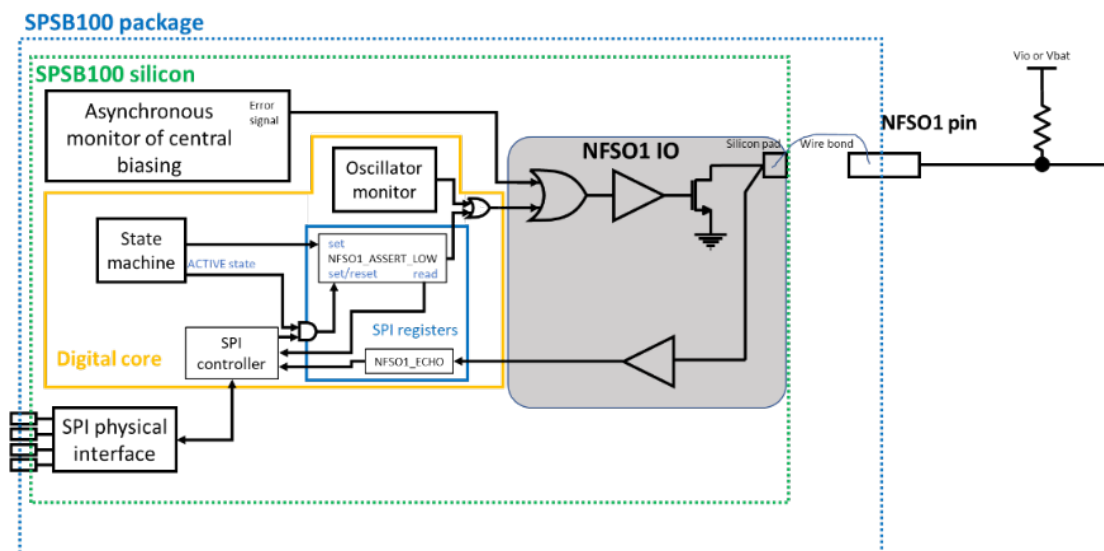 SPSB100 package
SPSB100 silicon
Vio or Vbat
Asynchronous
monitor of central
biasing
Error
signal
NFSO1 pin
NFSO1 IO
Silicon pad
Wire bond
Oscillator
monitor
State
machine
set
NFSO1_ASSERT_LOW
set/reset read
ACTIVE state
SPI registers
SPI
controller
Digital core
NFSO1_ECHO
SPI physical
interface